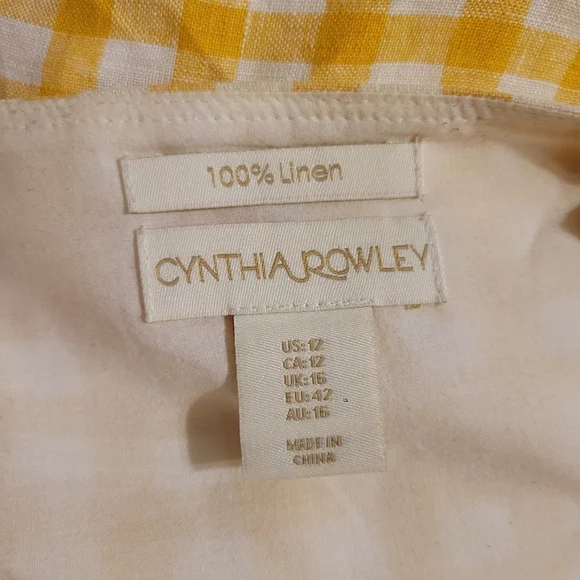 100% Linen
CYNTHIA ROWLEY
US: 12
CA: 12
UK: 16
EU: 42
AU: 16
MADE IN
CHINA